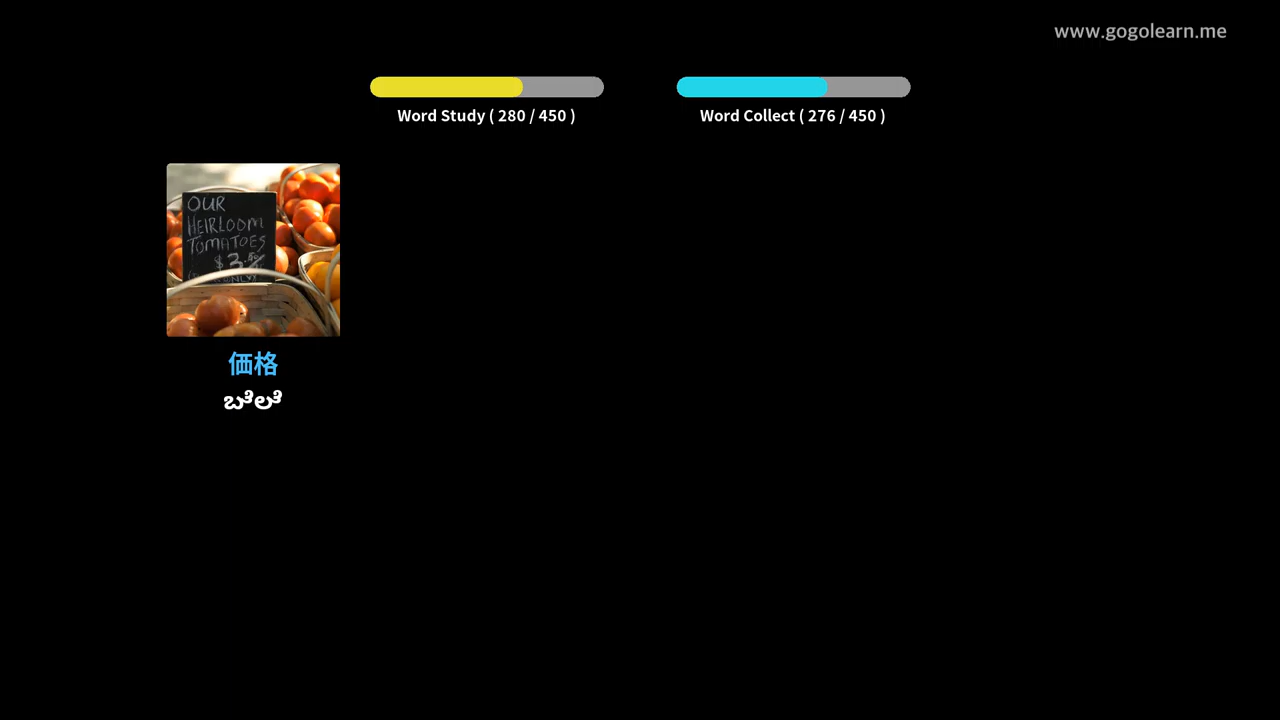 www.gogolearn.me
Word Study ( 280 / 450 )
Word Collect ( 276 / 450 )
OUR
HEIRLOOM
TOMATOES
価格
ಬೆಲೆ